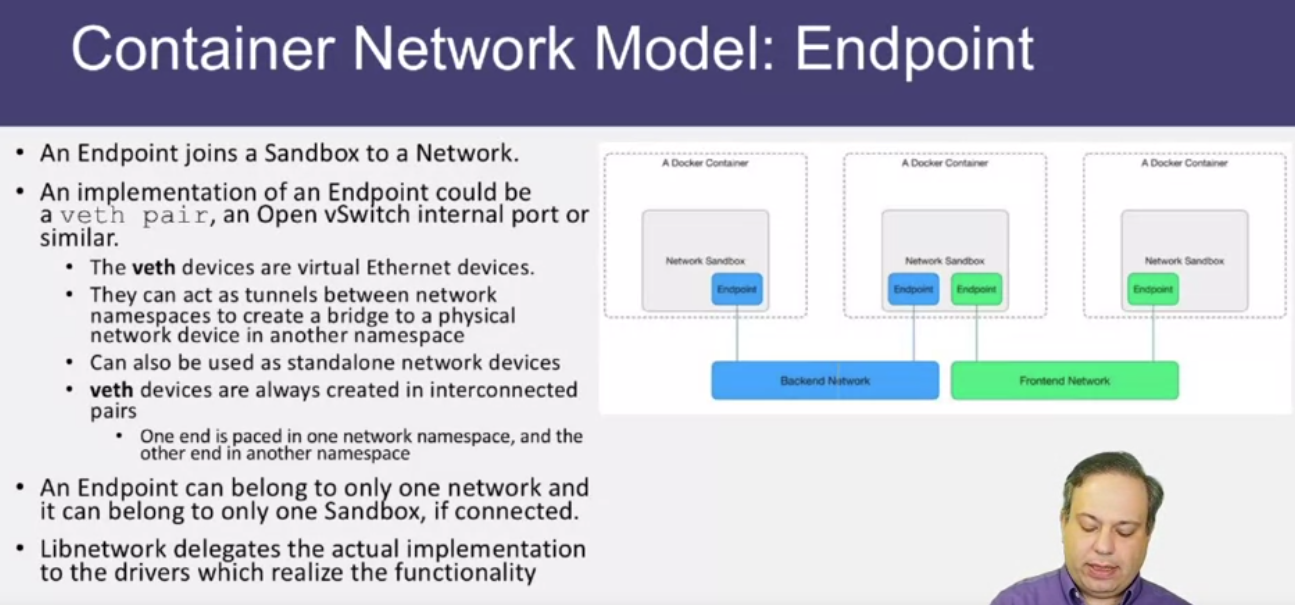 Container Network Model: Endpoint
• An Endpoint joins a Sandbox to a Network.
• An implementation of an Endpoint could be
a veth pair, an Open vSwitch internal port or
similar.
• The veth devices are virtual Ethernet devices.
• They can act as tunnels between network
namespaces to create a bridge to a physical
network device in another namespace
• Can also be used as standalone network devices
• veth devices are always created in interconnected
pairs
• One end is paced in one network namespace, and the
other end in another namespace
• An Endpoint can belong to only one network and
it can belong to only one Sandbox, if connected.
• Libnetwork delegates the actual implementation
to the drivers which realize the functionality
A Docker Container
Network Sandbox
Endpoint
A Docker Container
Network Sandbox
Endpoint
Endpoint
A Docker Container
Network Sandbox
Endpoint
Backend Network
Frontend Network